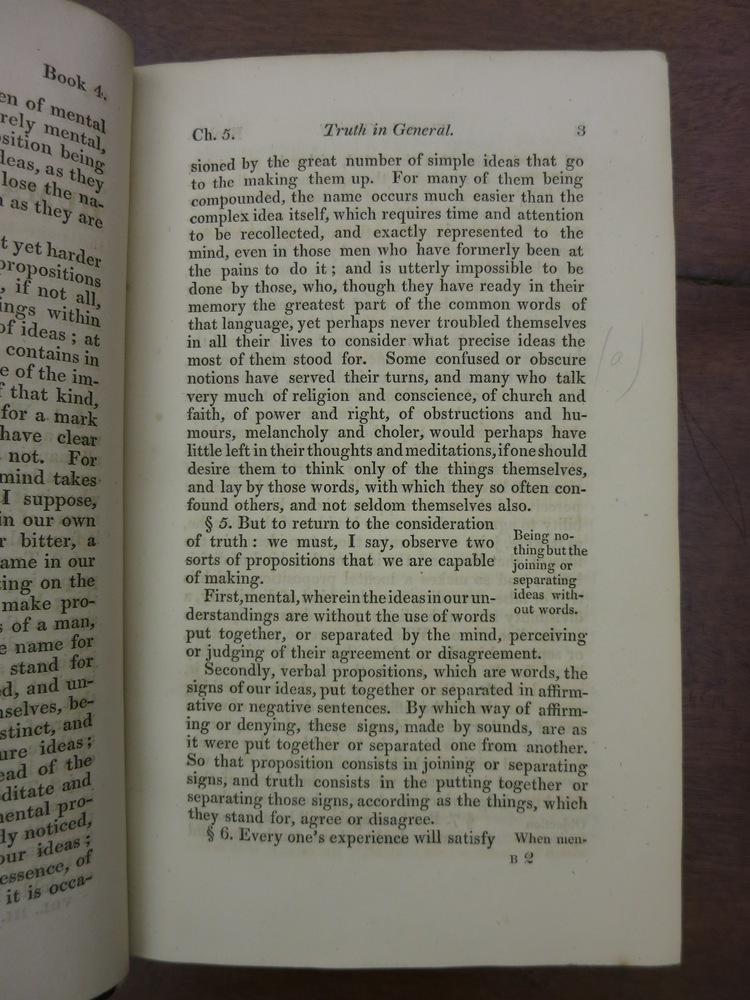 Book 4.
en of mental
rely mental,
sition being
leas, as they
lose the na-
as they are
t yet harder
propositions
, if not all,
ings within
of ideas ; at
contains in
e of the im-
f that kind,
for a mark
have clear
not. For
mind takes
I suppose,
in our own
r bitter, a
ame in our
ting on the
make pro-
s of a man,
e name for
stand for
d, and un-
nselves, be-
stinct, and
ure ideas;
ead of the
ditate and
nental pro-
ly noticed,
our ideas;
essence, of
it is occa-
Ch. 5. Truth in General. 3
sioned by the great number of simple ideas that go
to the making them up. For many of them being
compounded, the name occurs much easier than the
complex idea itself, which requires time and attention
to be recollected, and exactly represented to the
mind, even in those men who have formerly been at
the pains to do it ; and is utterly impossible to be
done by those, who, though they have ready in their
memory the greatest part of the common words of
that language, yet perhaps never troubled themselves
in all their lives to consider what precise ideas the
most of them stood for. Some confused or obscure
notions have served their turns, and many who talk
very much of religion and conscience, of church and
faith, of power and right, of obstructions and hu-
mours, melancholy and choler, would perhaps have
little left in their thoughts and meditations, if one should
desire them to think only of the things themselves,
and lay by those words, with which they so often con-
found others, and not seldom themselves also.
(a)
§ 5. But to return to the consideration
of truth : we must, I say, observe two
sorts of propositions that we are capable
of making.
Being no-
thing but the
joining or
separating
ideas with-
out words.
First, mental, wherein the ideas in our un-
derstandings are without the use of words
put together, or separated by the mind, perceiving
or judging of their agreement or disagreement.
Secondly, verbal propositions, which are words, the
signs of our ideas, put together or separated in affirm-
ative or negative sentences. By which way of affirm-
ing or denying, these signs, made by sounds, are as
it were put together or separated one from another.
So that proposition consists in joining or separating
signs, and truth consists in the putting together or
separating those signs, according as the things, which
they stand for, agree or disagree.
§ 6. Every one's experience will satisfy
When men-
B 2